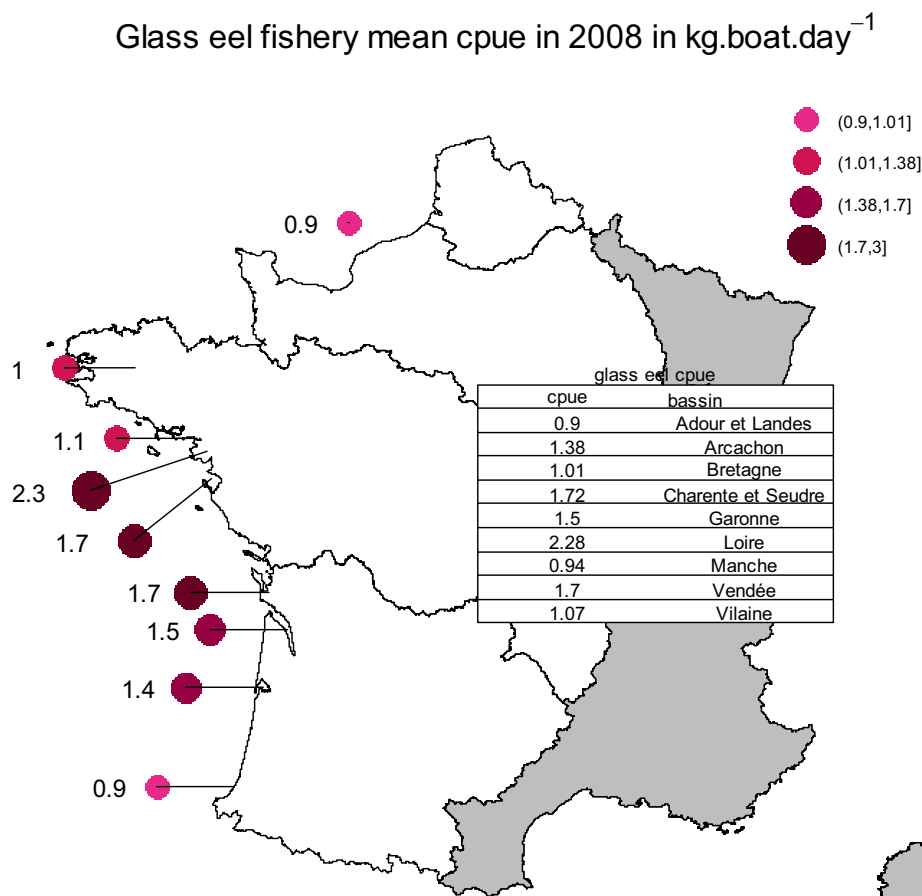 Glass eel fishery mean cpue in 2008 in kg.boat.day−1
(0.9,1.01]
(1.01,1.38]
(1.38,1.7]
(1.7,3]
0.9
1
1.1
2.3
1.7
1.7
1.5
1.4
0.9
glass eel cpue
cpue bassin
0.9 Adour et Landes
1.38 Arcachon
1.01 Bretagne
1.72 Charente et Seudre
1.5 Garonne
2.28 Loire
0.94 Manche
1.7 Vendée
1.07 Vilaine